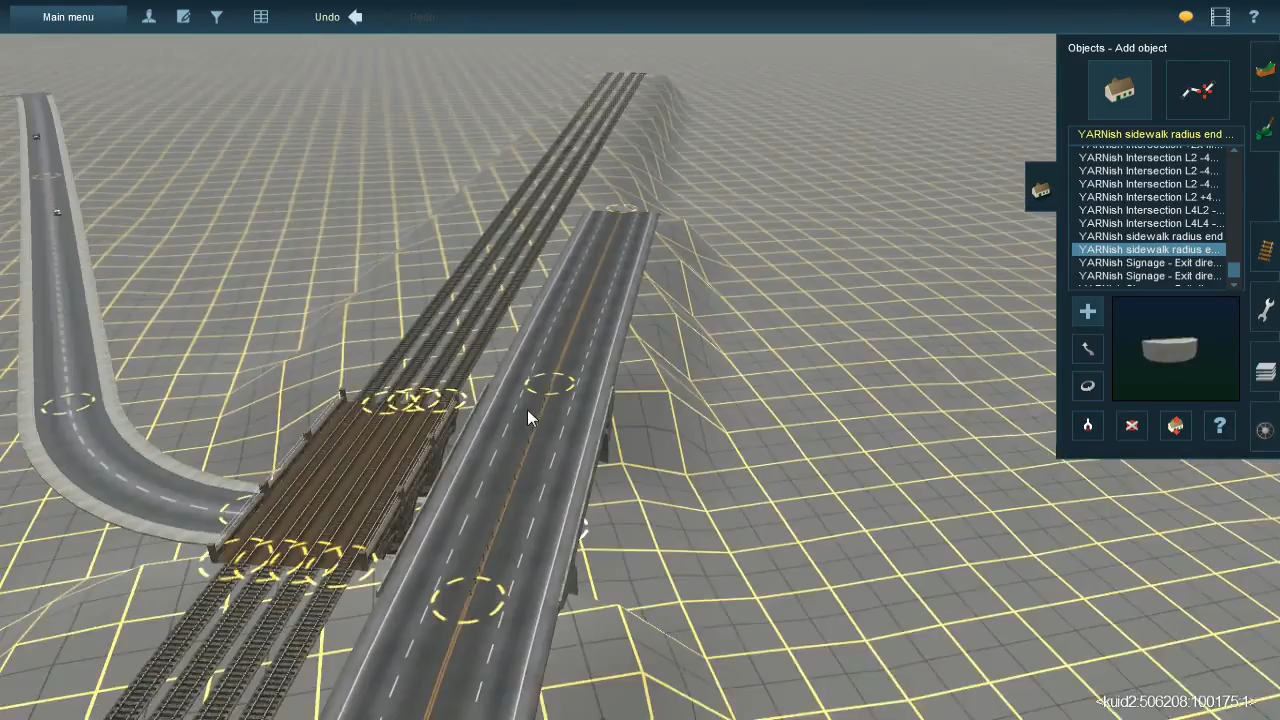 Main menu
Undo
Redo
?
Objects - Add object
YARNish sidewalk radius end ...
YARNish Intersection L2 -4...
YARNish Intersection L2 -4...
YARNish Intersection L2 -4...
YARNish Intersection L2 +4...
YARNish Intersection L4L2 -...
YARNish Intersection L4L4 -...
YARNish sidewalk radius end
YARNish sidewalk radius e...
YARNish Signage - Exit dire...
YARNish Signage - Exit dire...
?
<kuid2:506208:100175:1>